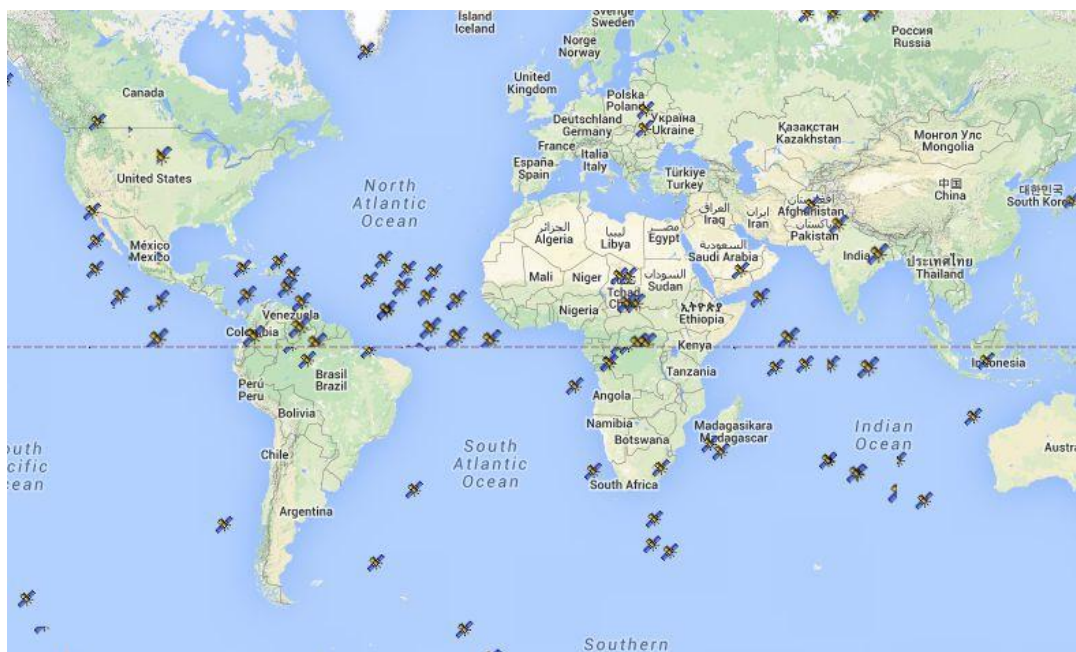 Ísland
Iceland
Sverige
Sweden
Norge
Norway
Россия
Russia
Canada
United
Kingdom
Polska
Poland
Deutschland
Germany
Україна
Ukraine
Қазақстан
Kazakhstan
Монгол Улс
Mongolia
France
United States
España
Spain
Italia
Italy
Türkiye
Turkey
中国
China
대한민국
South Korea
North
Atlantic
Ocean
العراق
Iraq
ایران
Iran
افغانستان
Afghanistan
پاکستان
Pakistan
México
Mexico
الجزائر
Algeria
ليبيا
Libya
مصر
Egypt
السعودية
Saudi Arabia
India
ประเทศไทย
Thailand
Mali
Niger
السودان
Sudan
Tchad
Nigeria
ኢትዮጵያ
Ethiopia
Venezuela
Colombia
Kenya
Indonesia
Perú
Peru
Brasil
Brazil
Tanzania
Angola
Bolivia
Namibia
Botswana
Madagasikara
Madagascar
Indian
Ocean
Chile
South
Atlantic
Ocean
South Africa
Argentina
Southern